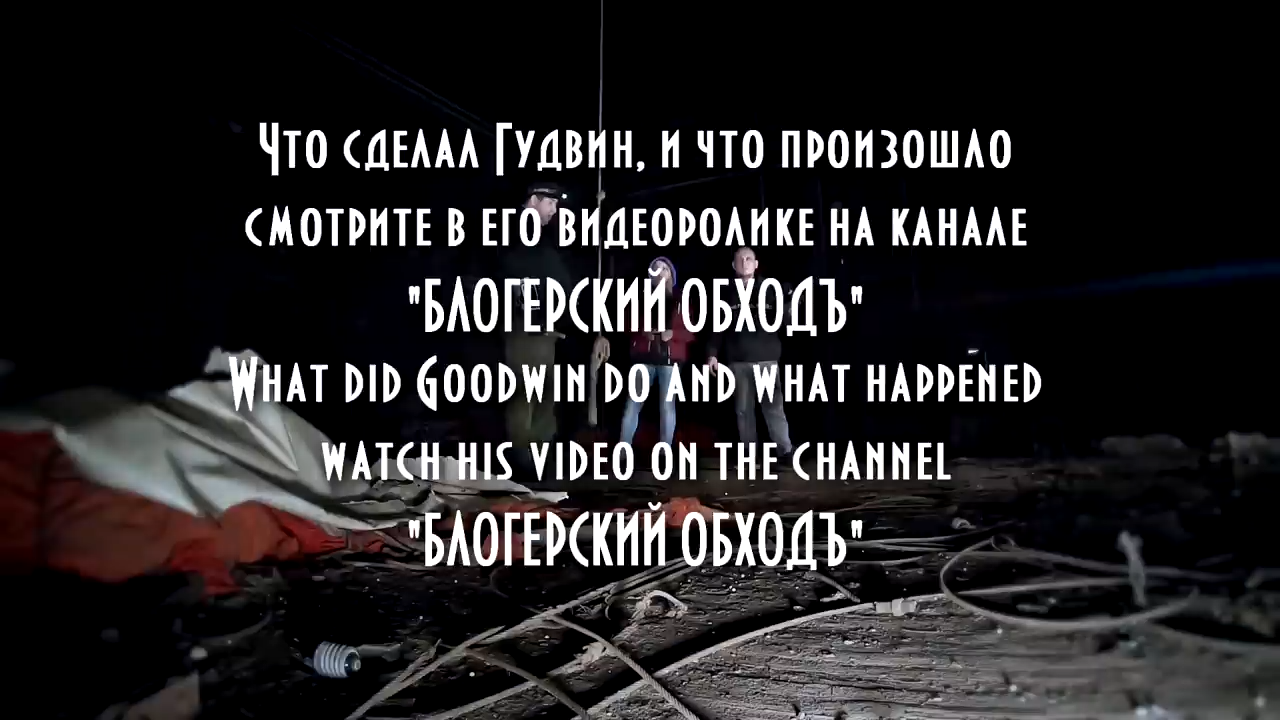 Что сделал Гудвин, и что произошло
смотрите в его видеоролике на канале
"БЛОГЕРСКИЙ ОБХОДЪ"
What did Goodwin do and what happened
watch his video on the channel
"БЛОГЕРСКИЙ ОБХОДЪ"